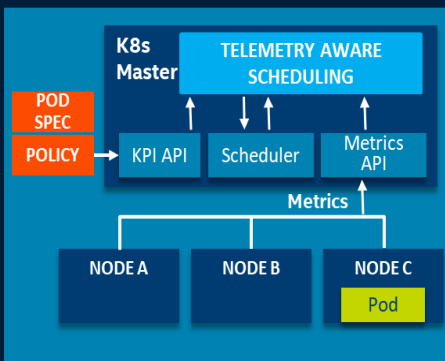 K8s
Master
TELEMETRY AWARE
SCHEDULING
POD
SPEC
POLICY
KPI API
Scheduler
Metrics
API
Metrics
NODE A
NODE B
NODE C
Pod